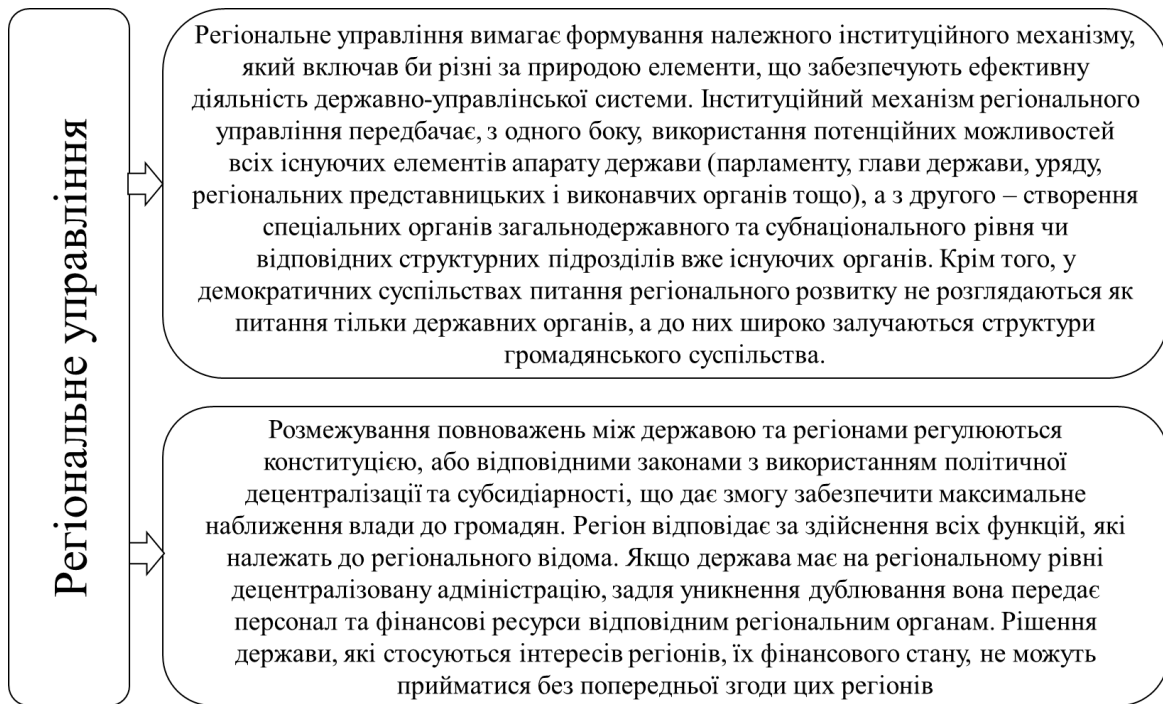 Регіональне управління
Регіональне управління вимагає формування належного інституційного механізму,
який включав би різні за природою елементи, що забезпечують ефективну
діяльність державно-управлінської системи. Інституційний механізм регіонального
управління передбачає, з одного боку, використання потенційних можливостей
всіх існуючих елементів апарату держави (парламенту, глави держави, уряду,
регіональних представницьких і виконавчих органів тощо), а з другого – створення
спеціальних органів загальнодержавного та субнаціонального рівня чи
відповідних структурних підрозділів вже існуючих органів. Крім того, у
демократичних суспільствах питання регіонального розвитку не розглядаються як
питання тільки державних органів, а до них широко залучаються структури
громадянського суспільства.
Розмежування повноважень між державою та регіонами регулюються
конституцією, або відповідними законами з використанням політичної
децентралізації та субсидіарності, що дає змогу забезпечити максимальне
наближення влади до громадян. Регіон відповідає за здійснення всіх функцій, які
належать до регіонального відома. Якщо держава має на регіональному рівні
децентралізовану адміністрацію, задля уникнення дублювання вона передає
персонал та фінансові ресурси відповідним регіональним органам. Рішення
держави, які стосуються інтересів регіонів, їх фінансового стану, не можуть
прийматися без попередньої згоди цих регіонів